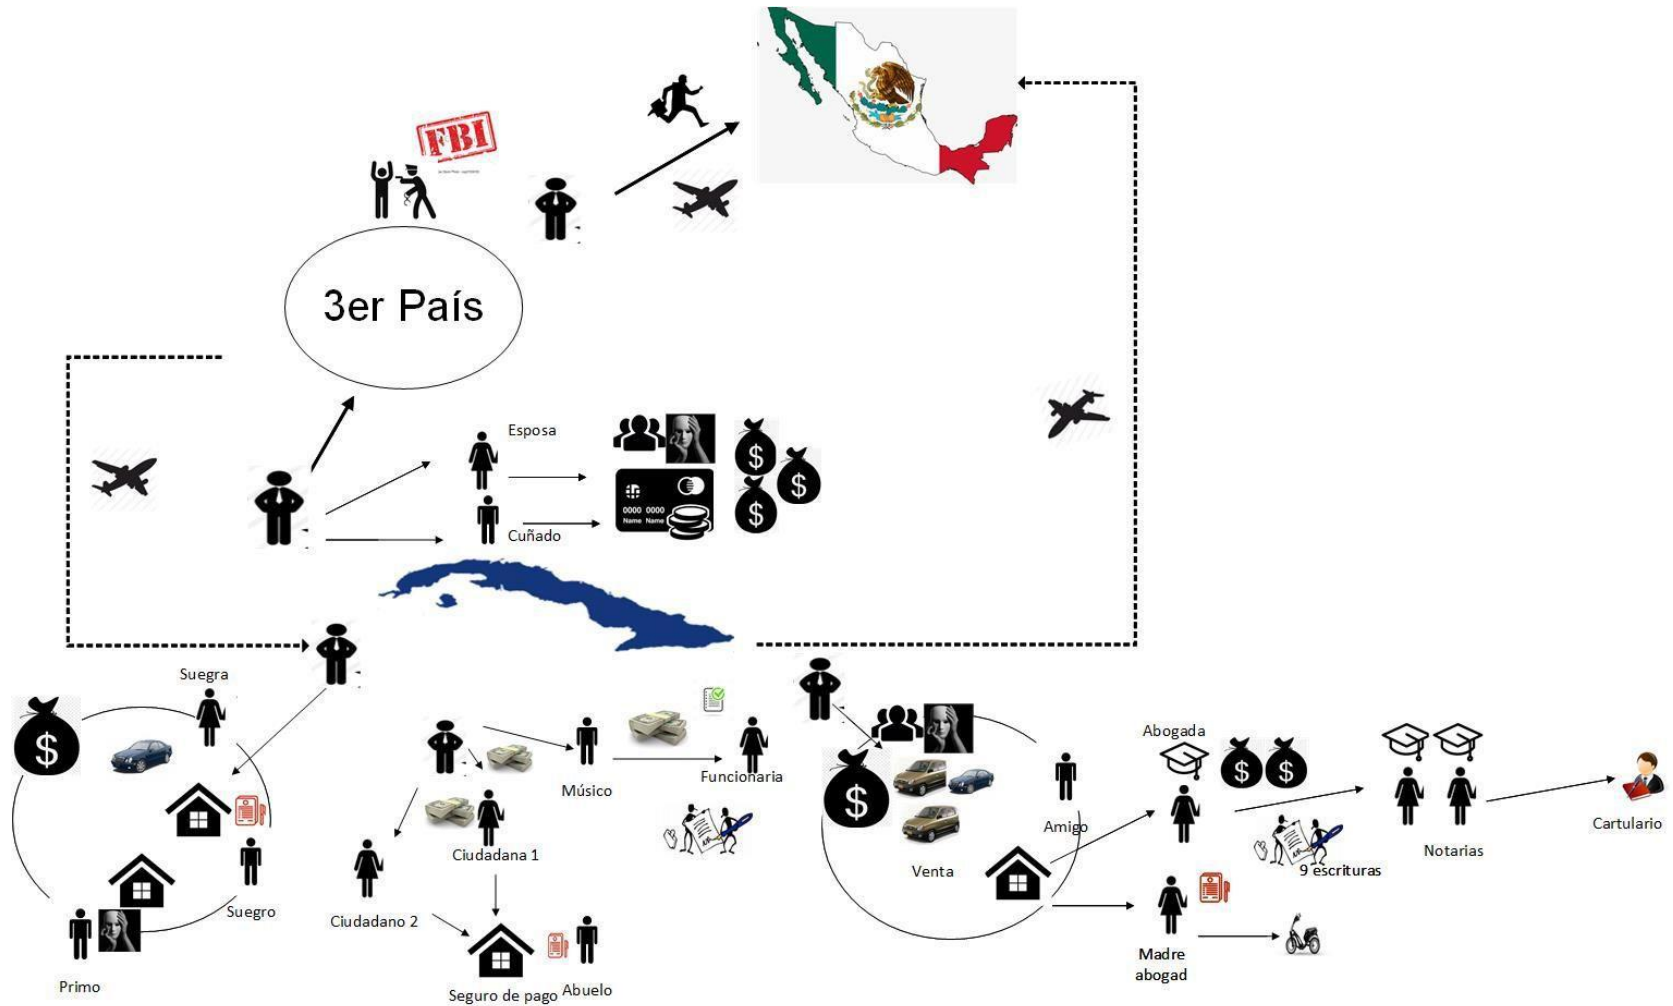 FBI
3er País
Esposa
0000 0000
Name Name
Cuñado
$
$
$
Suegra
$
Músico
Funcionaria
Ciudadana 1
Ciudadano 2
Suegro
Primo
Seguro de pago
Abuelo
$
Venta
Amigo
Abogada
$ $
9 escrituras
Notarias
Cartulario
Madre
abogad